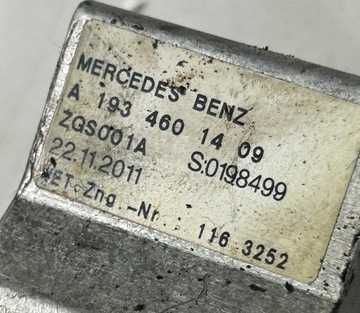 MERCEDES BENZ
A 193 460 14 09
ZGS001A S:0198499
22.11.2011
*ET-Zng -Nr. : 116 3252